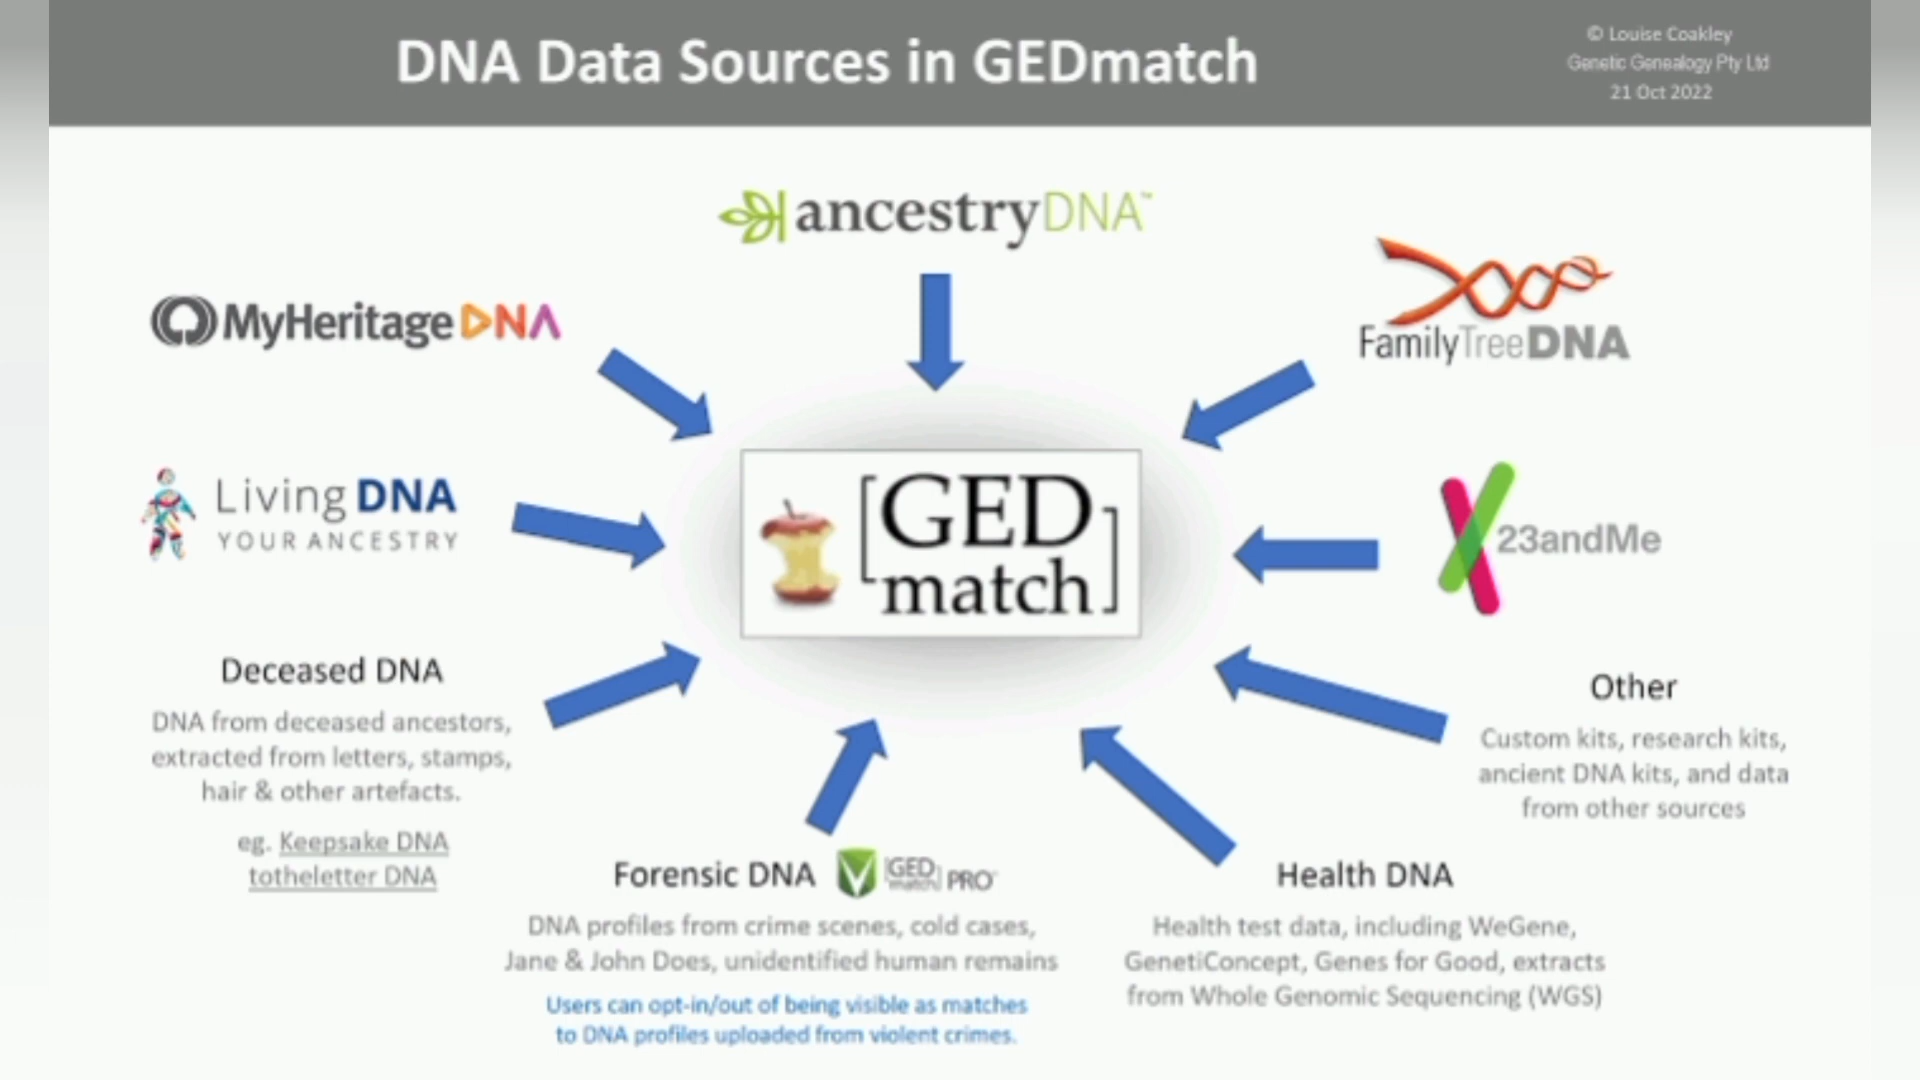 DNA Data Sources in GEDmatch
© Louise Coakley
Genetic Genealogy Pty Ltd
21 Oct 2022
ancestryDNA™
MyHeritage DNA
FamilyTreeDNA
Living DNA
YOUR ANCESTRY
[GED
match]
23andMe
Deceased DNA
DNA from deceased ancestors,
extracted from letters, stamps,
hair & other artefacts.
eg. Keepsake DNA
totheletter DNA
Forensic DNA
GED
match
PRO
DNA profiles from crime scenes, cold cases,
Jane & John Does, unidentified human remains
Users can opt-in/out of being visible as matches
to DNA profiles uploaded from violent crimes.
Health DNA
Health test data, including WeGene,
GenetiConcept, Genes for Good, extracts
from Whole Genomic Sequencing (WGS)
Other
Custom kits, research kits,
ancient DNA kits, and data
from other sources